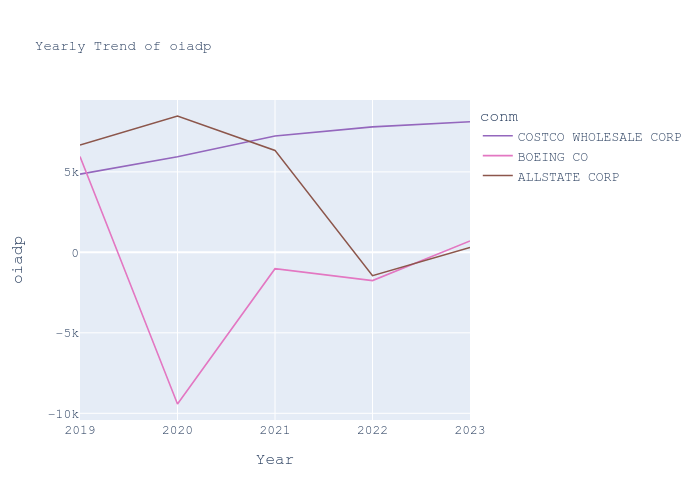 Yearly Trend of oiadp
conm
COSTCO WHOLESALE CORP
BOEING CO
ALLSTATE CORP
5k
0
−5k
−10k
oiadp
2019 2020 2021 2022 2023
Year